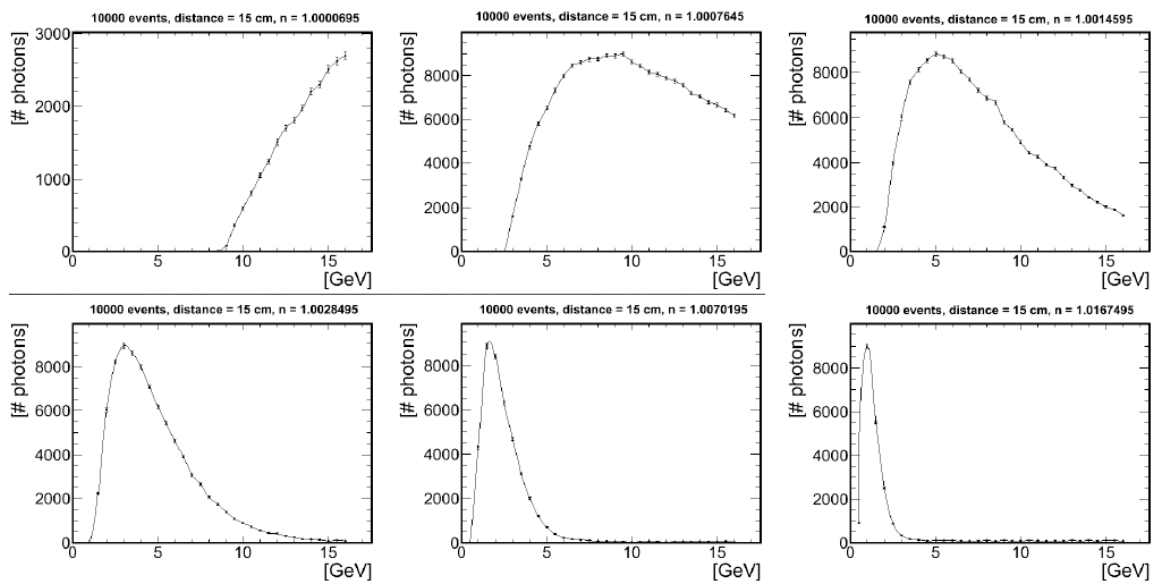 10000 events, distance = 15 cm, n = 1.0000695
[# photons]
3000
2000
1000
0
0 5 10 15
[GeV]
10000 events, distance = 15 cm, n = 1.0007645
[# photons]
8000
6000
4000
2000
0
0 5 10 15
[GeV]
10000 events, distance = 15 cm, n = 1.0014595
[# photons]
8000
6000
4000
2000
0
0 5 10 15
[GeV]
10000 events, distance = 15 cm, n = 1.0028495
[# photons]
8000
6000
4000
2000
0
0 5 10 15
[GeV]
10000 events, distance = 15 cm, n = 1.0070195
[# photons]
8000
6000
4000
2000
0
0 5 10 15
[GeV]
10000 events, distance = 15 cm, n = 1.0167495
[# photons]
8000
6000
4000
2000
0
0 5 10 15
[GeV]